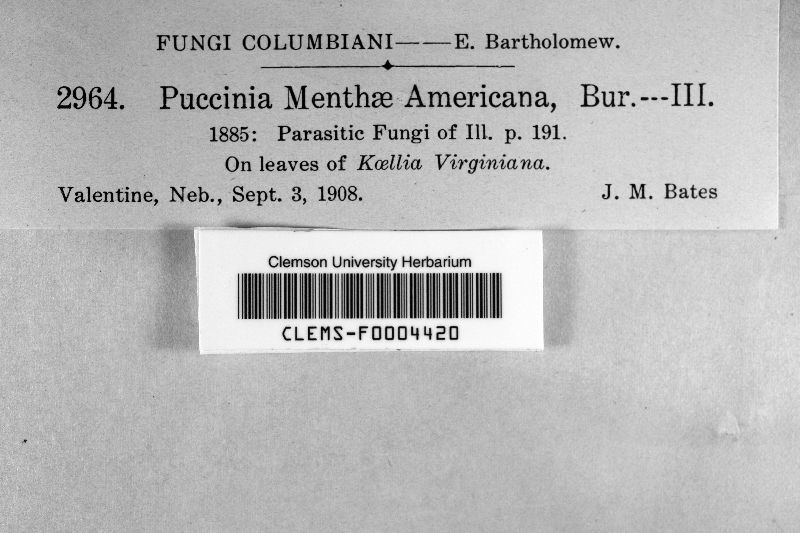 FUNGI COLUMBIANI——E. Bartholomew.
2964. Puccinia Menthæ Americana, Bur.---III.
1885: Parasitic Fungi of Ill. p. 191.
On leaves of Kœllia Virginiana.
Valentine, Neb., Sept. 3, 1908. J. M. Bates
Clemson University Herbarium
CLEMS-F0004420